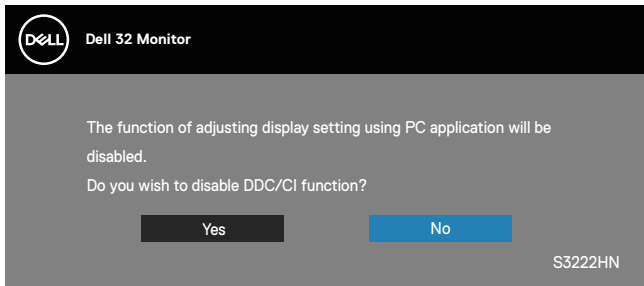 DELL
Dell 32 Monitor
The function of adjusting display setting using PC application will be
disabled.
Do you wish to disable DDC/CI function?
Yes No
S3222HN